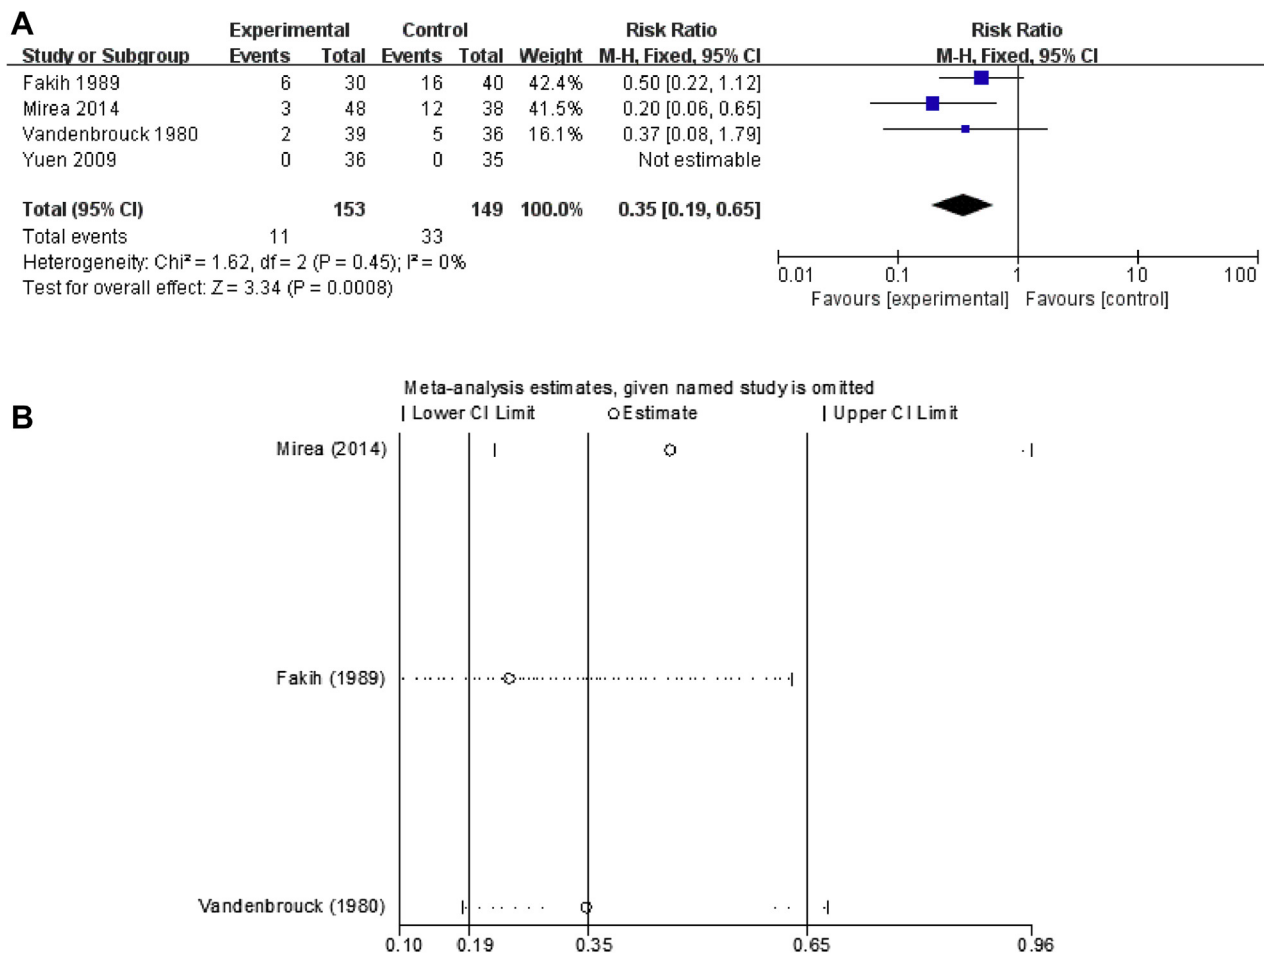 A
Experimental Control Risk Ratio Risk Ratio
Study or Subgroup Events Total Events Total Weight M-H, Fixed, 95% CI M-H, Fixed, 95% CI
Fakih 1989 6 30 16 40 42.4% 0.50 [0.22, 1.12]
Mirea 2014 3 48 12 38 41.5% 0.20 [0.06, 0.65]
Vandenbrouck 1980 2 39 5 36 16.1% 0.37 [0.08, 1.79]
Yuen 2009 0 36 0 35 Not estimable
Total (95% CI) 153 149 100.0% 0.35 [0.19, 0.65]
Total events 11 33
Heterogeneity: Chi² = 1.62, df = 2 (P = 0.45); I² = 0%
Test for overall effect: Z = 3.34 (P = 0.0008)
0.01 0.1 1 10 100
Favours [experimental] Favours [control]
B
Meta-analysis estimates, given named study is omitted
| Lower CI Limit ○ Estimate | Upper CI Limit
Mirea (2014)
Fakih (1989)
Vandenbrouck (1980)
0.10 0.19 0.35 0.65 0.96